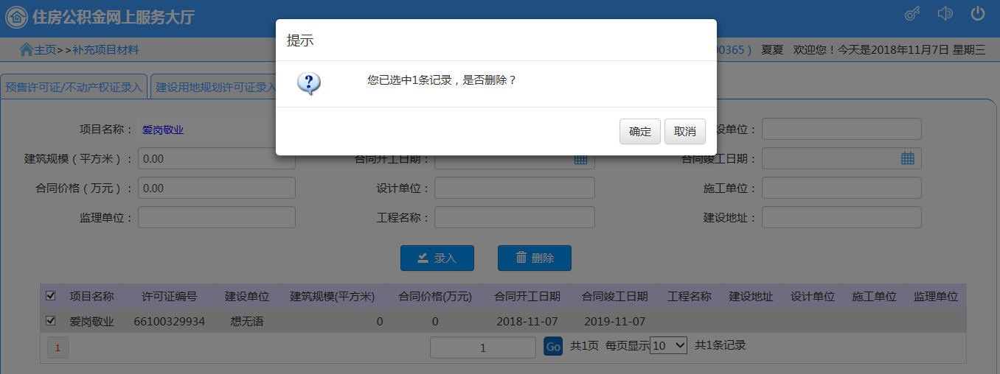 住房公积金网上服务大厅
提示
主页>>补充项目材料
00365） 夏夏 欢迎您！今天是2018年11月7日 星期三
您已选中1条记录，是否删除？
预售许可证/不动产权证录入 建设用地规划许可证录入
确定 取消
项目名称： 爱岗敬业 设单位：
建筑规模（平方米）： 0.00 合同开工日期： 合同竣工日期：
合同价格（万元）： 0.00 设计单位： 施工单位：
监理单位： 工程名称： 建设地址：
录入 删除
项目名称 许可证编号 建设单位 建筑规模(平方米) 合同价格(万元) 合同开工日期 合同竣工日期 工程名称 建设地址 设计单位 施工单位 监理单位
爱岗敬业 66100329934 想无语 0 0 2018-11-07 2019-11-07
1 1 Go 共1页 每页显示 10 共1条记录